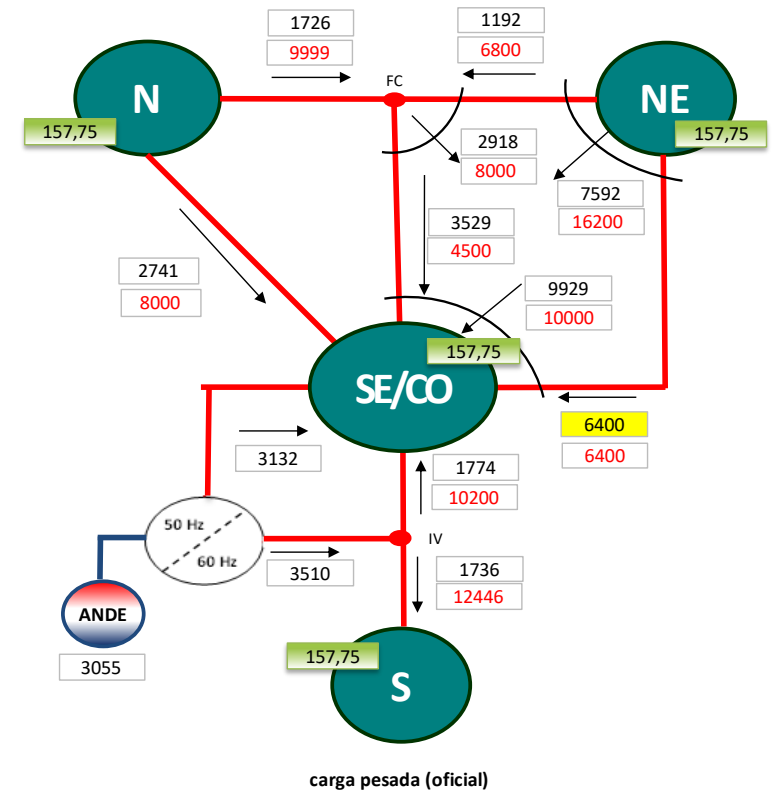 1726
9999
1192
6800
FC
N
NE
157,75
157,75
2918
8000
7592
16200
3529
4500
2741
8000
9929
10000
157,75
SE/CO
6400
6400
3132
1774
10200
50 Hz
60 Hz
IV
3510
1736
12446
ANDE
3055
157,75
S
carga pesada (oficial)